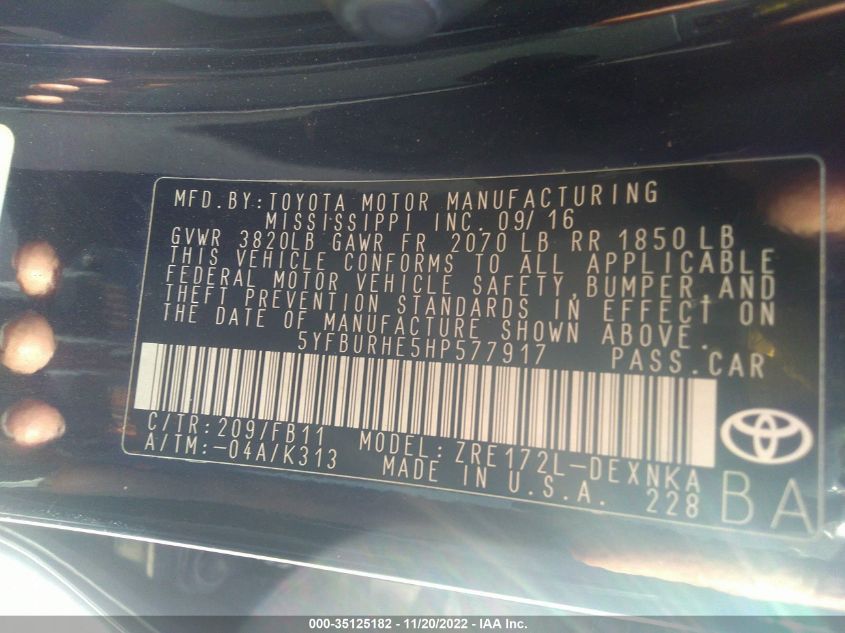 MFD. BY: TOYOTA MOTOR MANUFACTURING
MISSISSIPPI INC. 09/16
GVWR 3820LB GAWR FR 2070 LB RR 1850 LB
THIS VEHICLE CONFORMS TO ALL APPLICABLE
FEDERAL MOTOR VEHICLE SAFETY, BUMPER AND
THEFT PREVENTION STANDARDS IN EFFECT ON
THE DATE OF MANUFACTURE SHOWN ABOVE.
5YFBURHE5HP577917 PASS. CAR
C/TR: 209/FB11 MODEL: ZRE172L-DEXNKA
A/TM: -04A/K313 MADE IN U.S.A. 228
BA
000-35125182 - 11/20/2022 - IAA Inc.